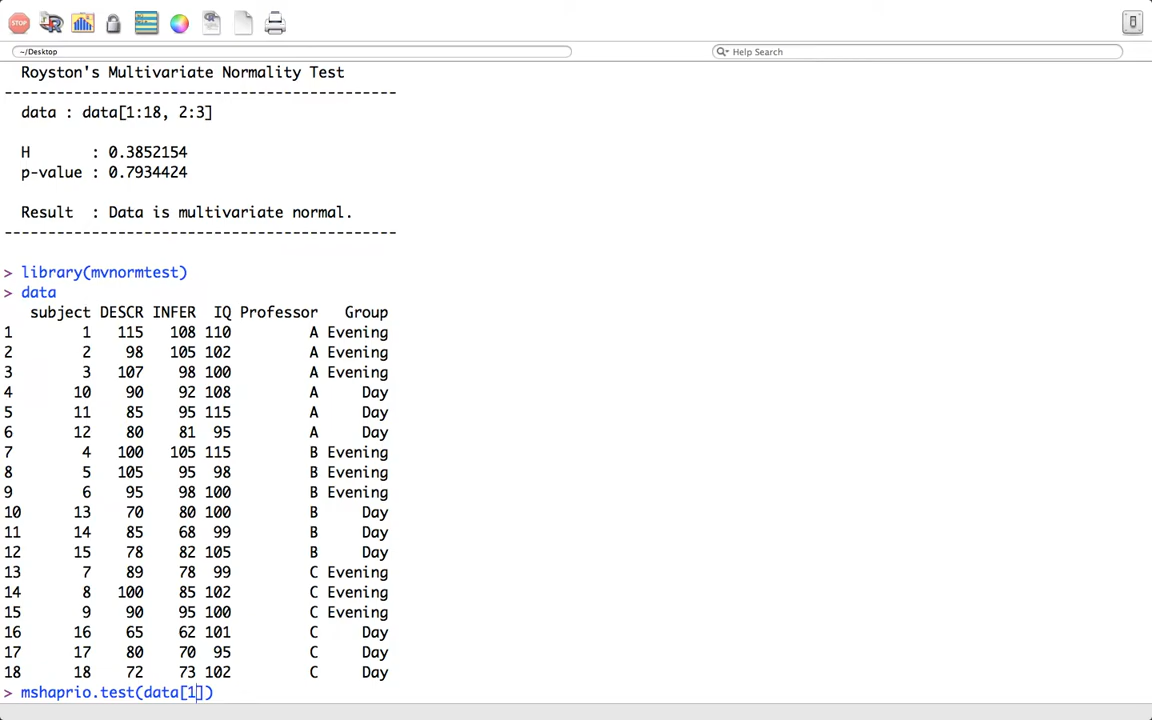 STOP
~/Desktop
Help Search
Royston's Multivariate Normality Test
---------------------------------------------
data : data[1:18, 2:3]
H : 0.3852154
p-value : 0.7934424
Result : Data is multivariate normal.
---------------------------------------------
> library(mvnormtest)
> data
subject DESCR INFER IQ Professor Group
1 1 115 108 110 A Evening
2 2 98 105 102 A Evening
3 3 107 98 100 A Evening
4 10 90 92 108 A Day
5 11 85 95 115 A Day
6 12 80 81 95 A Day
7 4 100 105 115 B Evening
8 5 105 95 98 B Evening
9 6 95 98 100 B Evening
10 13 70 80 100 B Day
11 14 85 68 99 B Day
12 15 78 82 105 B Day
13 7 89 78 99 C Evening
14 8 100 85 102 C Evening
15 9 90 95 100 C Evening
16 16 65 62 101 C Day
17 17 80 70 95 C Day
18 18 72 73 102 C Day
> mshaprio.test(data[1])